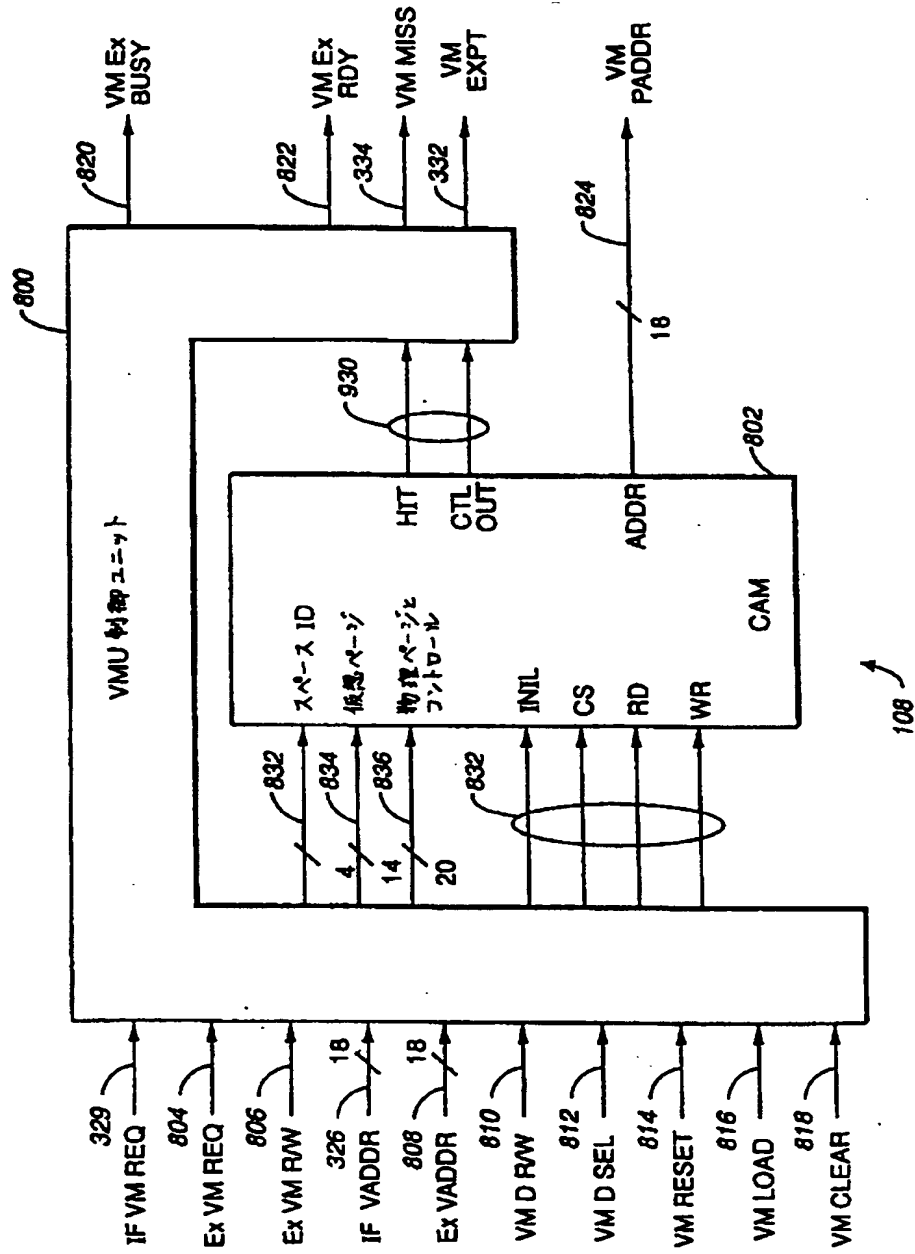 VMU 制御ユニット
800
329
IF VM REQ
804
Ex VM REQ
806
Ex VM R/W
326
18
IF VADDR
808
18
Ex VADDR
810
VM D R/W
812
VM D SEL
814
VM RESET
816
VM LOAD
818
VM CLEAR
832
4
スペース ID
834
14
仮想ページ
836
20
物理ページと
コントロール
832
INIL
CS
RD
WR
HIT
CTL
OUT
ADDR
CAM
802
930
820
VM Ex
BUSY
822
VM Ex
RDY
334
VM MISS
332
VM
EXPT
824
18
VM
PADDR
108